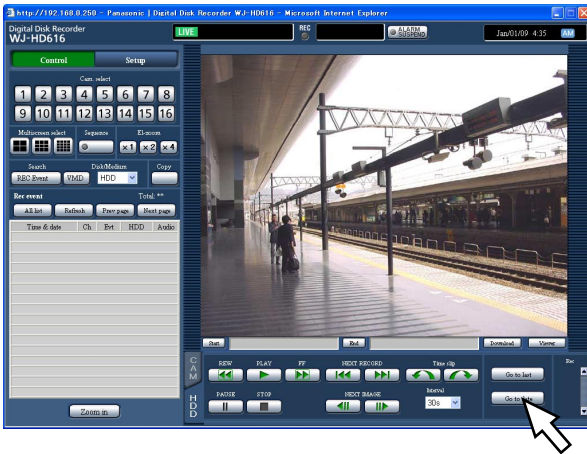 http://192.168.0.250 - Panasonic | Digital Disk Recorder WJ-HD616 - Microsoft Internet Explorer
Digital Disk Recorder
WJ-HD616
LIVE
REC
ALARM
SUSPEND
Jan/01/09 4:35
AM
Control
Setup
Cam. select
1 2 3 4 5 6 7 8
9 10 11 12 13 14 15 16
Multiscreen select
Sequence
El-zoom
x1 x2 x4
Search
Disk/Medium
Copy
REC Event
VMD
HDD
Rec event
Total: **
All list
Refresh
Prev page
Next page
Time & date
Ch
Evt
HDD
Audio
Zoom in
Start
End
Download
Viewer
CAM
HDD
REW
PLAY
FF
NEXT RECORD
Time slip
PAUSE
STOP
NEXT IMAGE
Interval
30s
Go to last
Go to date
Rec